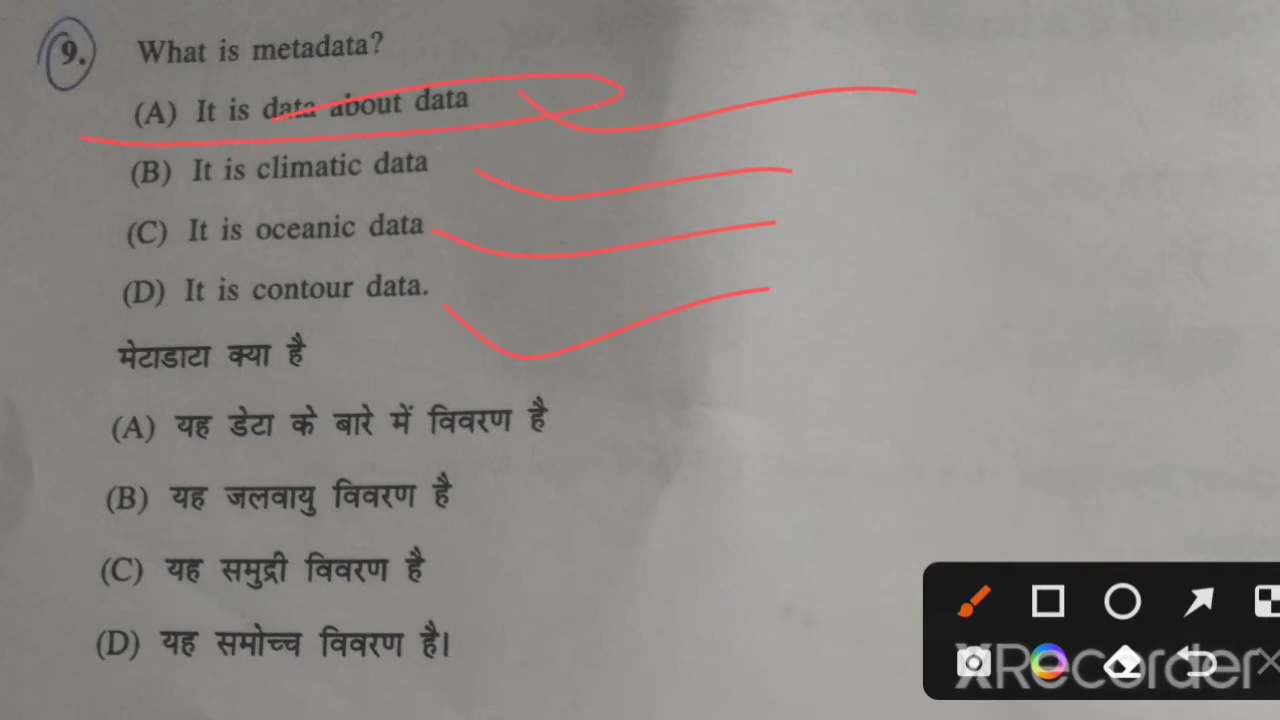 9. What is metadata?
(A) It is data about data
(B) It is climatic data
(C) It is oceanic data
(D) It is contour data.
मेटाडाटा क्या है
(A) यह डेटा के बारे में विवरण है
(B) यह जलवायु विवरण है
(C) यह समुद्री विवरण है
(D) यह समोच्च विवरण है।
XRecorder